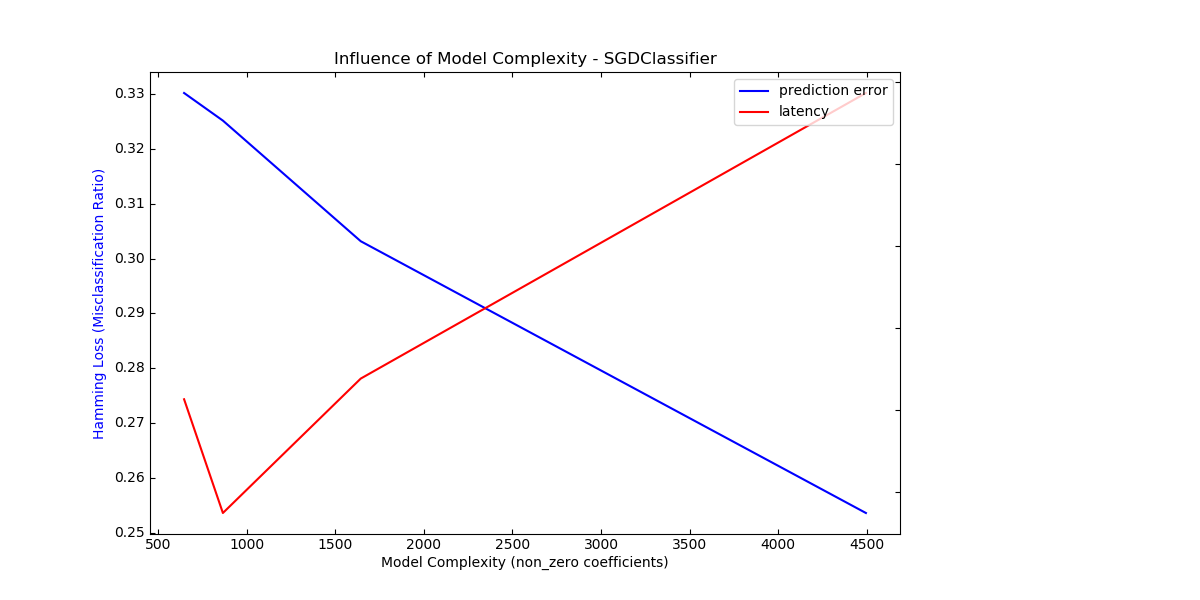 Influence of Model Complexity - SGDClassifier
prediction error
latency
Hamming Loss (Misclassification Ratio)
0.33
0.32
0.31
0.30
0.29
0.28
0.27
0.26
0.25
500 1000 1500 2000 2500 3000 3500 4000 4500
Model Complexity (non_zero coefficients)